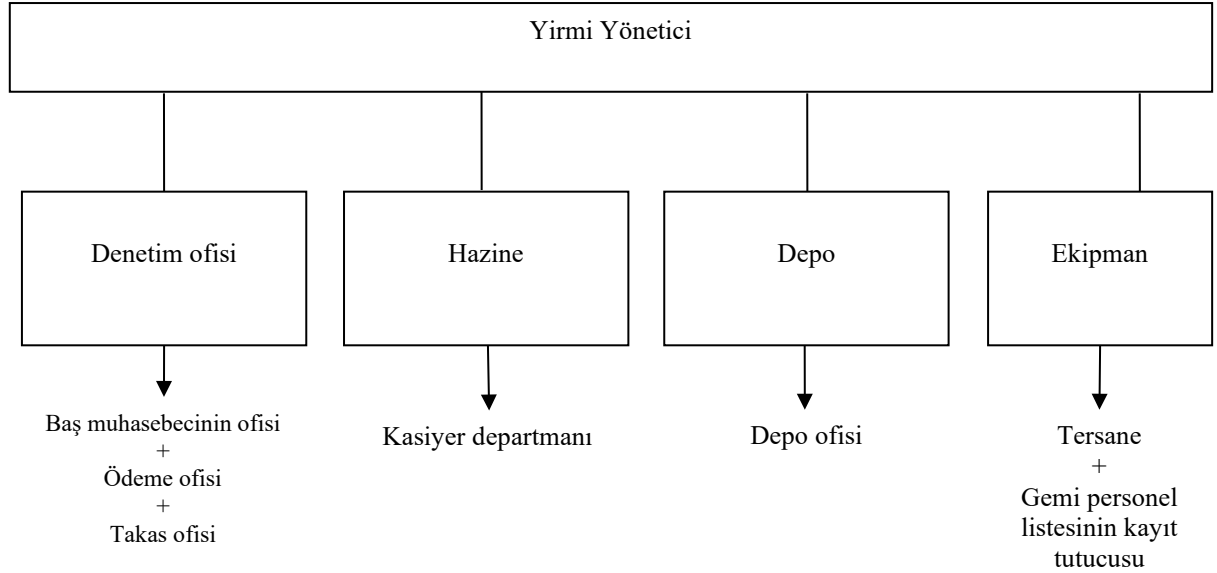 Yirmi Yönetici
Denetim ofisi
Hazine
Depo
Ekipman
Baş muhasebecinin ofisi
+
Ödeme ofisi
+
Takas ofisi
Kasiyer departmanı
Depo ofisi
Tersane
+
Gemi personel
listesinin kayıt
tutucusu